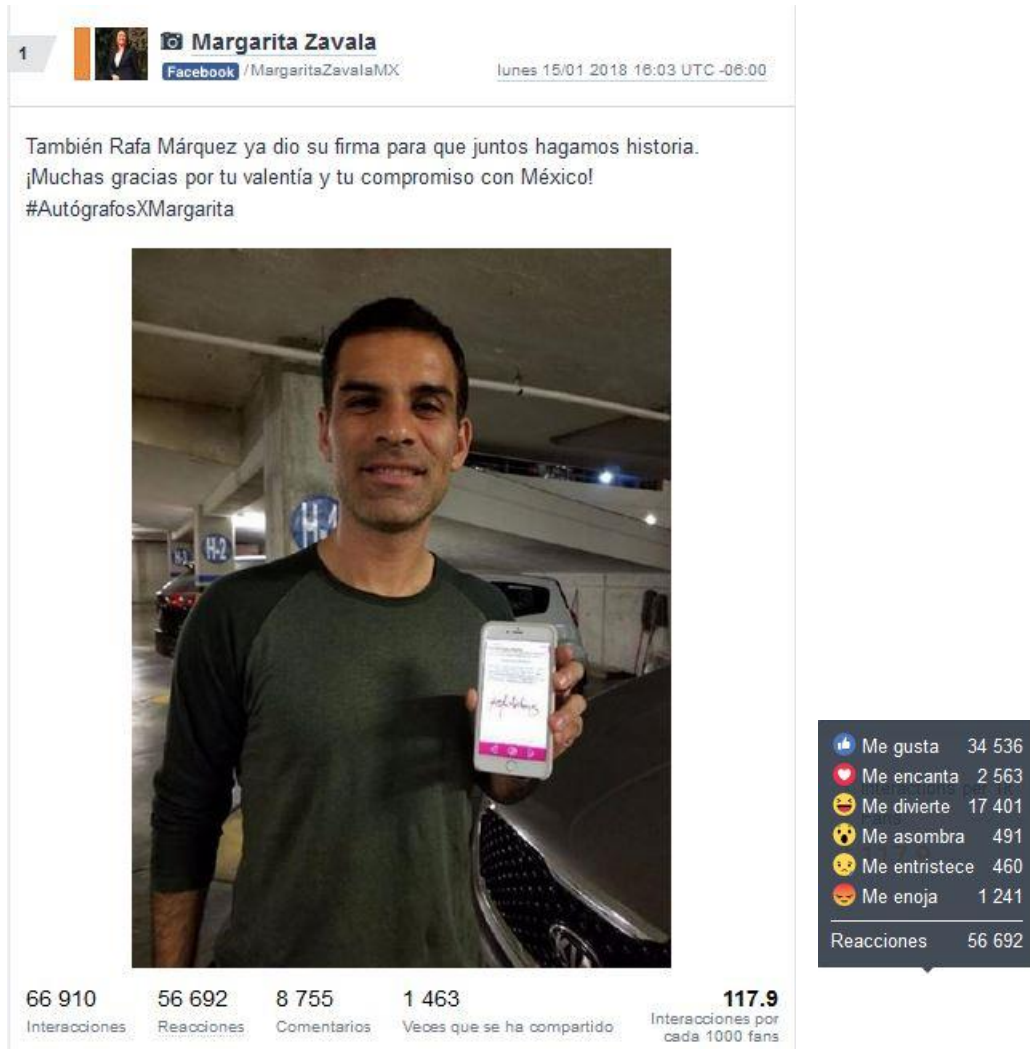 1
Margarita Zavala
Facebook /MargaritaZavalaMX
lunes 15/01 2018 16:03 UTC -06:00
También Rafa Márquez ya dio su firma para que juntos hagamos historia.
¡Muchas gracias por tu valentía y tu compromiso con México!
#AutógrafosXMargarita
H-2
H-2
Me gusta 34 536
Me encanta 2 563
Me divierte 17 401
Me asombra 491
Me entristece 460
Me enoja 1 241
Reacciones 56 692
66 910
Interacciones
56 692
Reacciones
8 755
Comentarios
1 463
Veces que se ha compartido
117.9
Interacciones por
cada 1000 fans